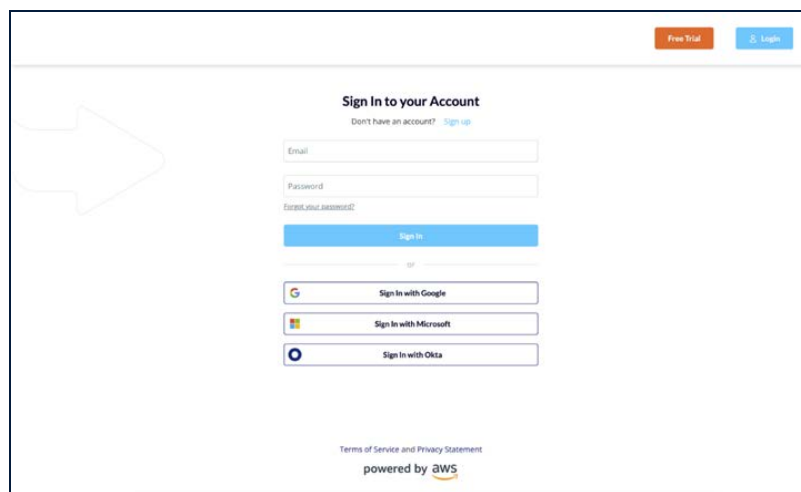 Free Trial
Login
Sign In to your Account
Don't have an account? Sign up
Email
Password
Forgot your password?
Sign In
or
Sign In with Google
Sign In with Microsoft
Sign In with Okta
Terms of Service and Privacy Statement
powered by aws